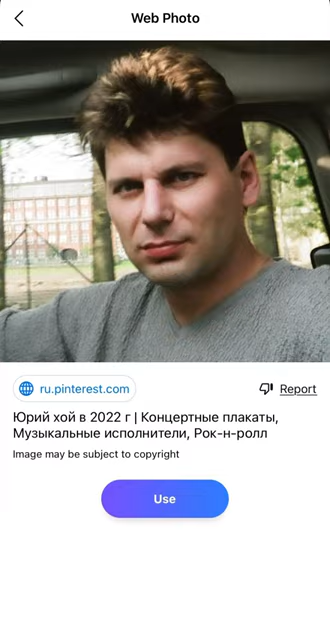 Web Photo
ru.pinterest.com
Report
Юрий хой в 2022 г | Концертные плакаты,
Музыкальные исполнители, Рок-н-ролл
Image may be subject to copyright
Use